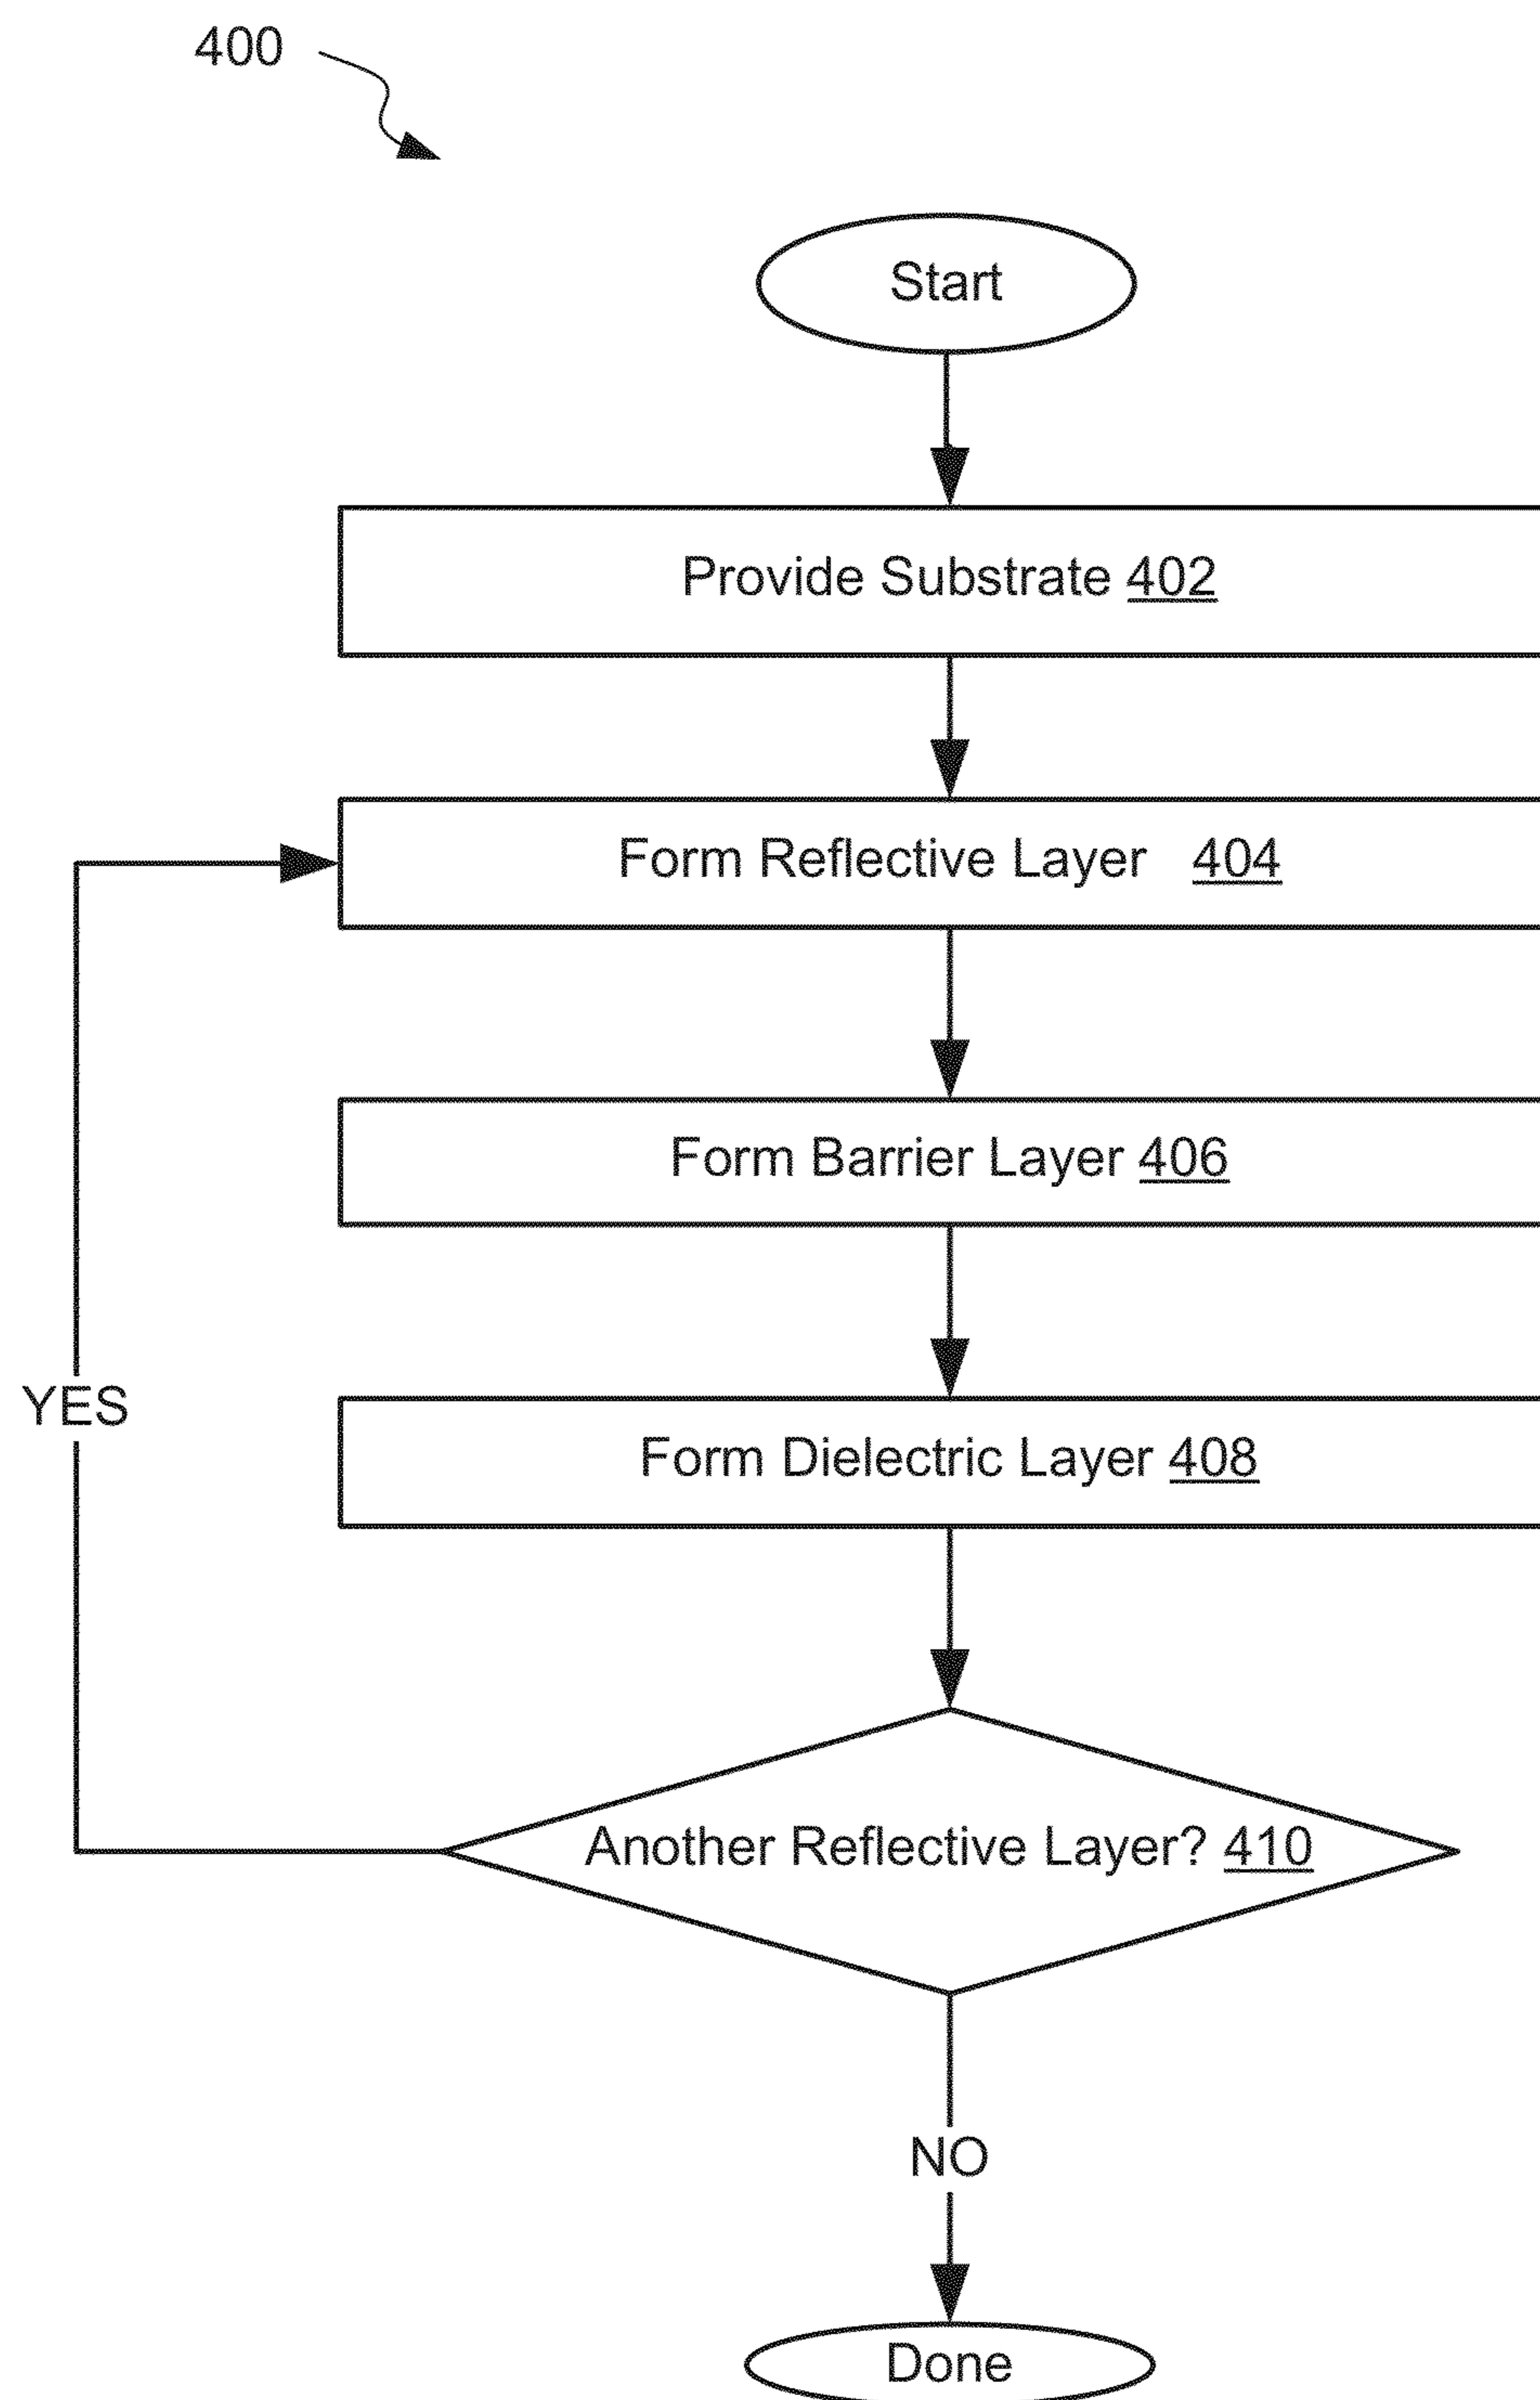 400
Start
Provide Substrate 402
Form Reflective Layer 404
Form Barrier Layer 406
Form Dielectric Layer 408
YES
Another Reflective Layer? 410
NO
Done